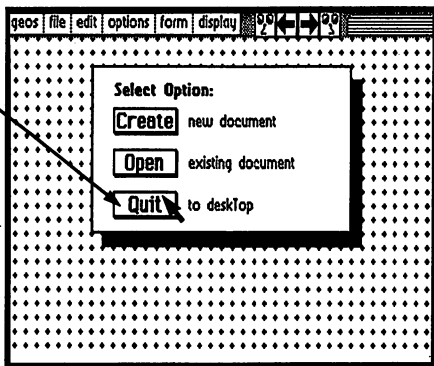 geos file edit options form display
Select Option:
Create new document
Open existing document
Quit to deskTop